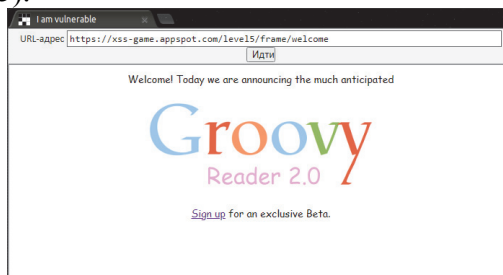 I am vulnerable
URL-адрес https://xss-game.appspot.com/level5/frame/welcome
Идти
Welcome! Today we are announcing the much anticipated
Groovy
Reader 2.0
Sign up for an exclusive Beta.